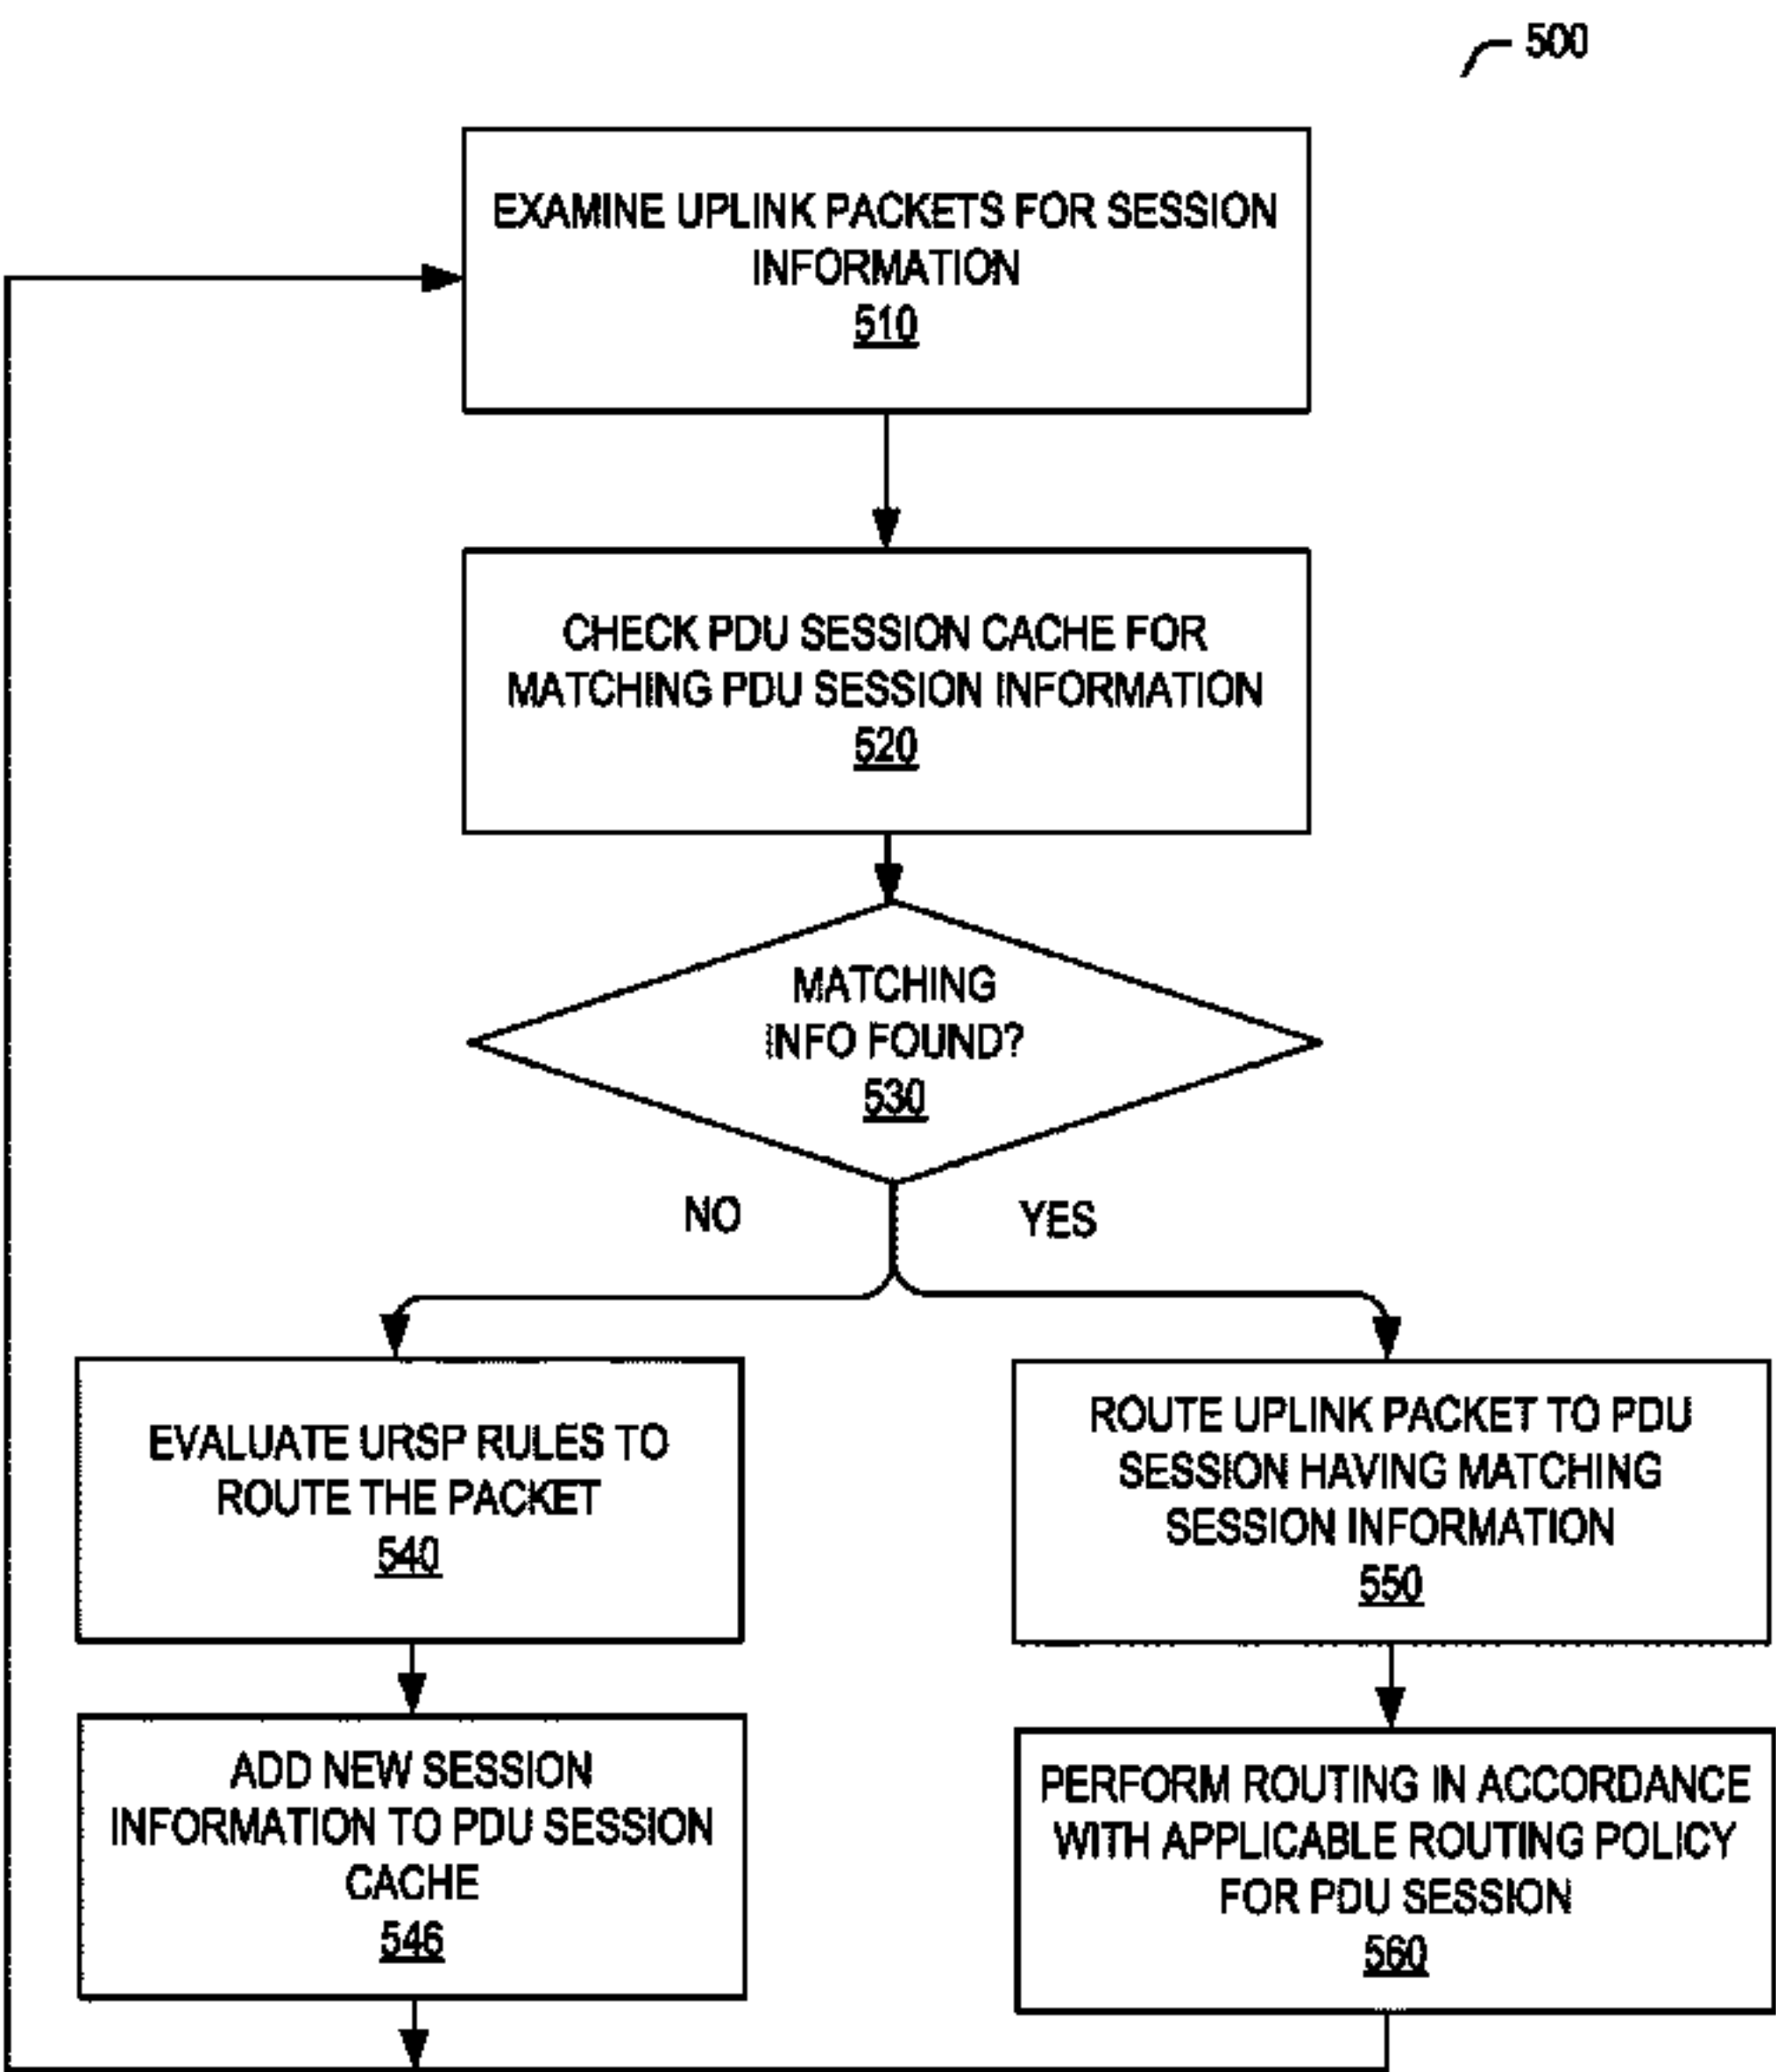 500
EXAMINE UPLINK PACKETS FOR SESSION
INFORMATION
510
CHECK PDU SESSION CACHE FOR
MATCHING PDU SESSION INFORMATION
520
MATCHING
INFO FOUND?
530
NO
YES
EVALUATE URSP RULES TO
ROUTE THE PACKET
540
ROUTE UPLINK PACKET TO PDU
SESSION HAVING MATCHING
SESSION INFORMATION
550
ADD NEW SESSION
INFORMATION TO PDU SESSION
CACHE
546
PERFORM ROUTING IN ACCORDANCE
WITH APPLICABLE ROUTING POLICY
FOR PDU SESSION
560